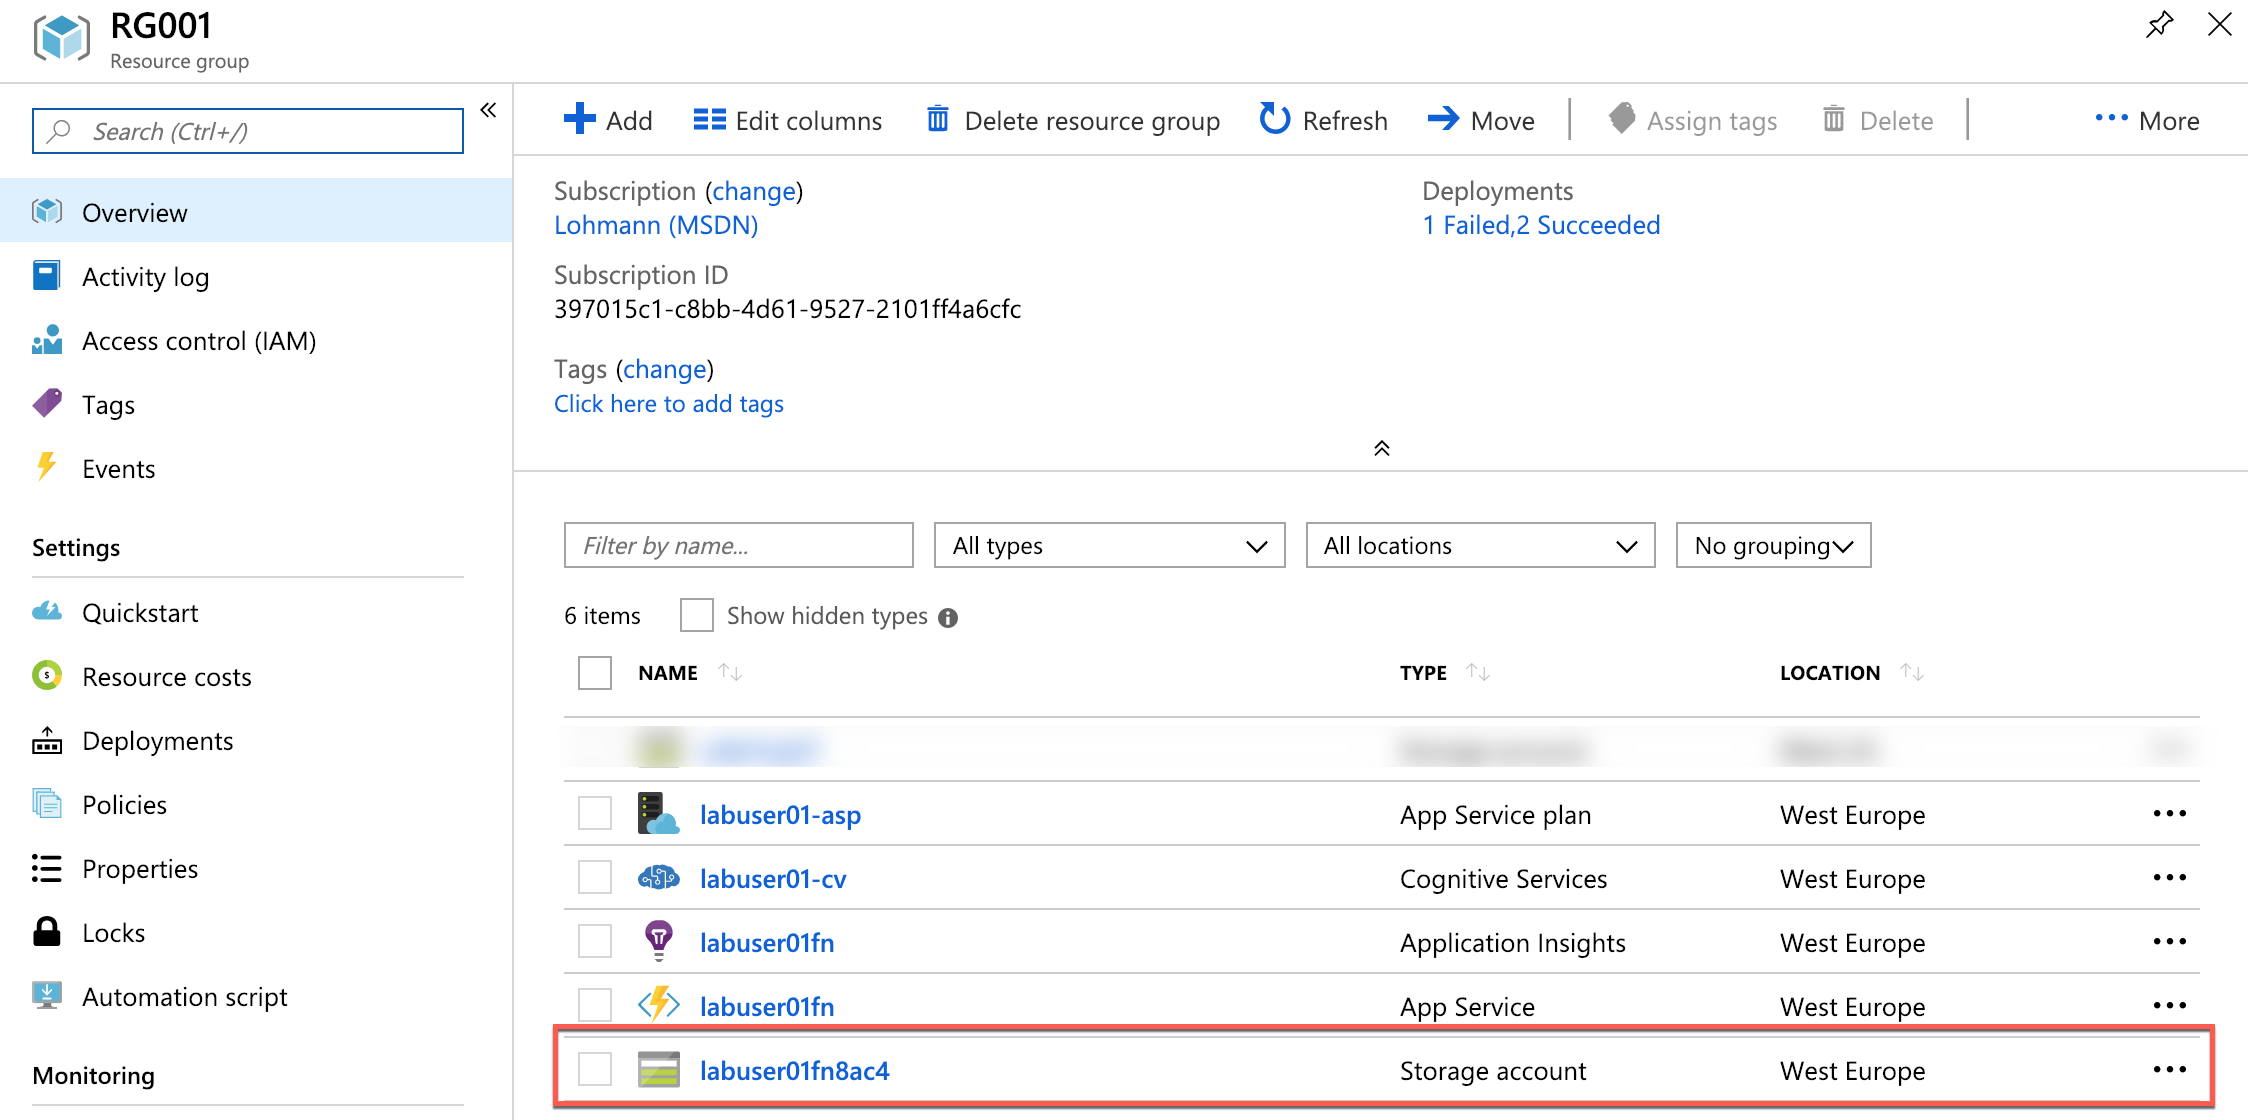 RG001
Resource group
Search (Ctrl+/)
Overview
Activity log
Access control (IAM)
Tags
Events
Settings
Quickstart
Resource costs
Deployments
Policies
Properties
Locks
Automation script
Monitoring
Add Edit columns Delete resource group Refresh Move Assign tags Delete More
Subscription (change) Deployments
Lohmann (MSDN) 1 Failed,2 Succeeded
Subscription ID
397015c1-c8bb-4d61-9527-2101ff4a6cfc
Tags (change)
Click here to add tags
Filter by name... All types All locations No grouping
6 items Show hidden types
NAME TYPE LOCATION
labuser01-asp App Service plan West Europe
labuser01-cv Cognitive Services West Europe
labuser01fn Application Insights West Europe
labuser01fn App Service West Europe
labuser01fn8ac4 Storage account West Europe